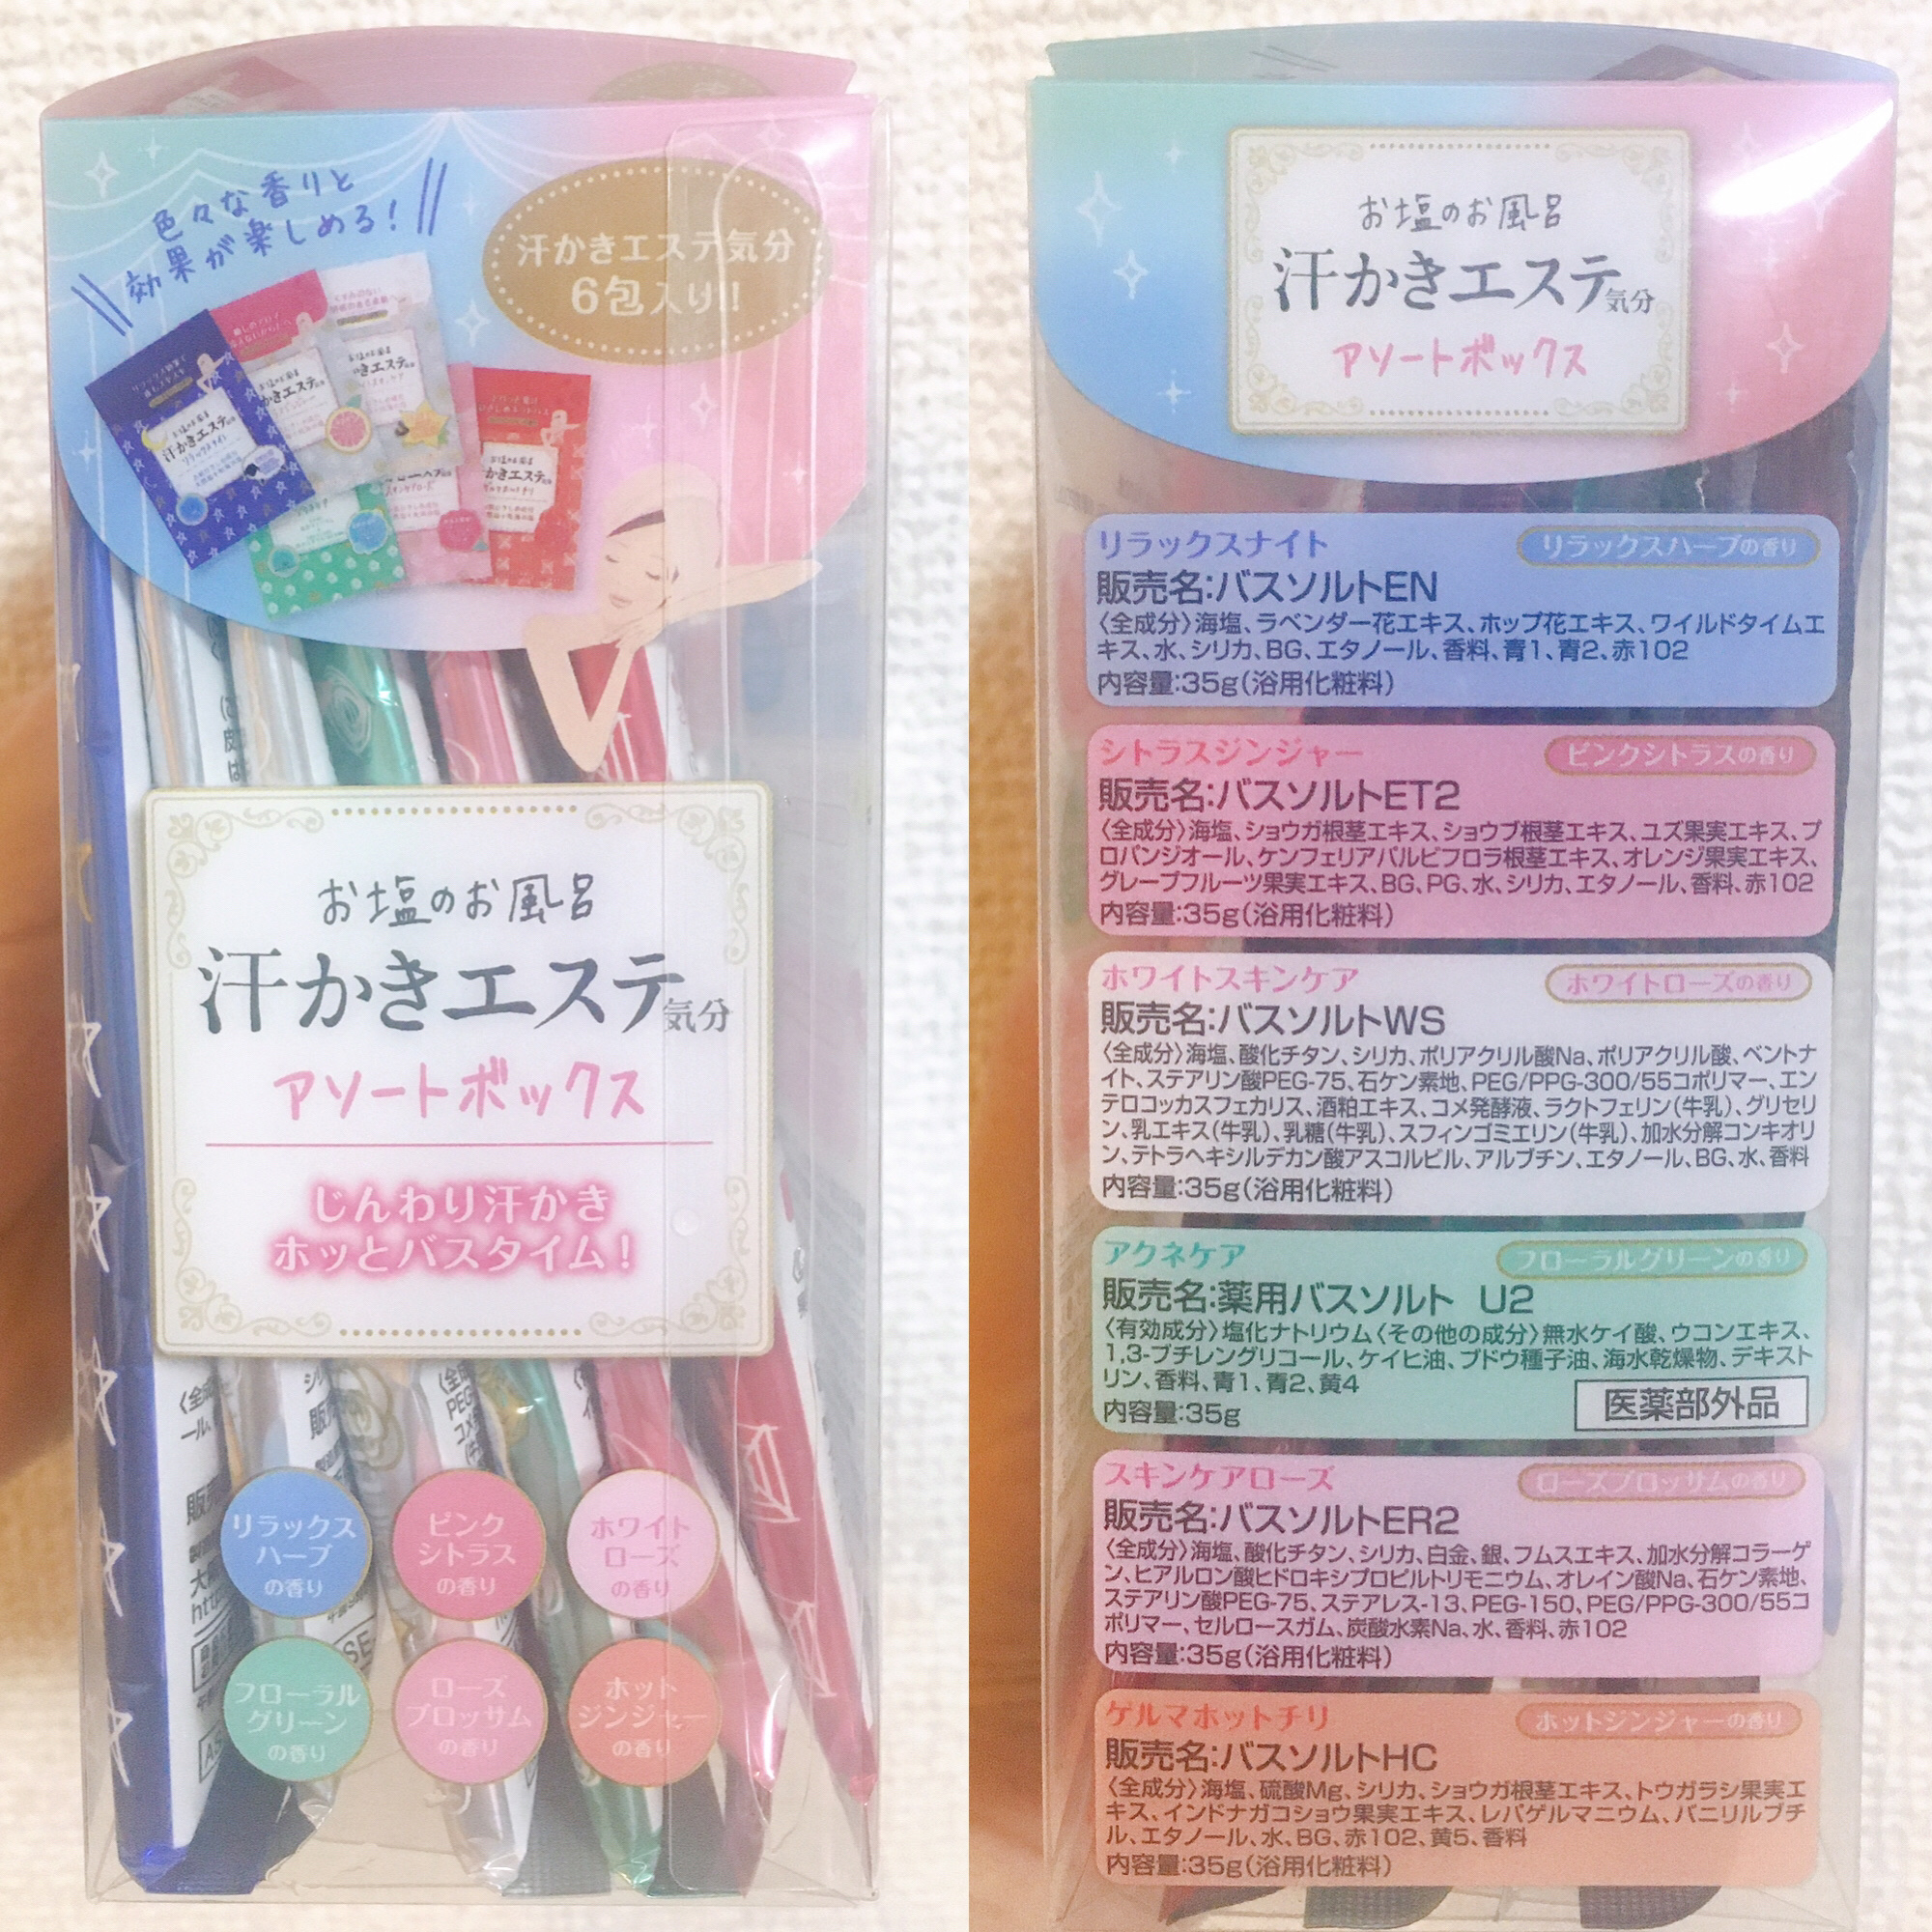 色々な香りと
効果が楽しめる!
汗かきエステ気分
6包入り!!
お塩のお風呂
汗かきエステ気分
アソートボックス
じんわり汗かき
ホッとバスタイム!
リラックス
ハーブ
の香り
ピンク
シトラス
の香り
ホワイト
ローズ
の香り
フローラル
グリーン
の香り
ローズ
ブロッサム
の香り
ホット
ジンジャー
の香り
お塩のお風呂
汗かきエステ気分
アソートボックス
リラックスナイト
リラックスハーブの香り
販売名:バスソルトEN
〈全成分〉海塩、ラベンダー花エキス、ホップ花エキス、ワイルドタイムエ
キス、水、シリカ、BG、エタノール、香料、青1、青2、赤102
内容量:35g(浴用化粧料)
シトラスジンジャー
ピンクシトラスの香り
販売名:バスソルトET2
〈全成分〉海塩、ショウガ根茎エキス、ショウブ根茎エキス、ユズ果実エキス、プ
ロパンジオール、ケンフェリアパルビフロラ根茎エキス、オレンジ果実エキス、
グレープフルーツ果実エキス、BG、PG、水、シリカ、エタノール、香料、赤102
内容量:35g(浴用化粧料)
ホワイトスキンケア
ホワイトローズの香り
販売名:バスソルトWS
〈全成分〉海塩、酸化チタン、シリカ、ポリアクリル酸Na、ポリアクリル酸、ベントナ
イト、ステアリン酸PEG-75、石ケン素地、PEG/PPG-300/55コポリマー、エン
テロコッカスフェカリス、酒粕エキス、コメ発酵液、ラクトフェリン(牛乳)、グリセリ
ン、乳エキス(牛乳)、乳糖(牛乳)、スフィンゴミエリン(牛乳)、加水分解コンキオリ
ン、テトラヘキシルデカン酸アスコルビル、アルブチン、エタノール、BG、水、香料
内容量:35g(浴用化粧料)
アクネケア
フローラルグリーンの香り
販売名:薬用バスソルト U2
〈有効成分〉塩化ナトリウム〈その他の成分〉無水ケイ酸、ウコンエキス、
1,3-ブチレングリコール、ケイヒ油、ブドウ種子油、海水乾燥物、デキスト
リン、香料、青1、青2、黄4
内容量:35g
医薬部外品
スキンケアローズ
ローズブロッサムの香り
販売名:バスソルトER2
〈全成分〉海塩、酸化チタン、シリカ、白金、銀、フムスエキス、加水分解コラーゲ
ン、ヒアルロン酸ヒドロキシプロピルトリモニウム、オレイン酸Na、石ケン素地、
ステアリン酸PEG-75、ステアレス-13、PEG-150、PEG/PPG-300/55コ
ポリマー、セルロースガム、炭酸水素Na、水、香料、赤102
内容量:35g(浴用化粧料)
ゲルマホットチリ
ホットジンジャーの香り
販売名:バスソルトHC
〈全成分〉海塩、硫酸Mg、シリカ、ショウガ根茎エキス、トウガラシ果実エ
キス、インドナガコショウ果実エキス、レパゲルマニウム、バニリルブチ
ル、エタノール、水、BG、赤102、黄5、香料
内容量:35g(浴用化粧料)